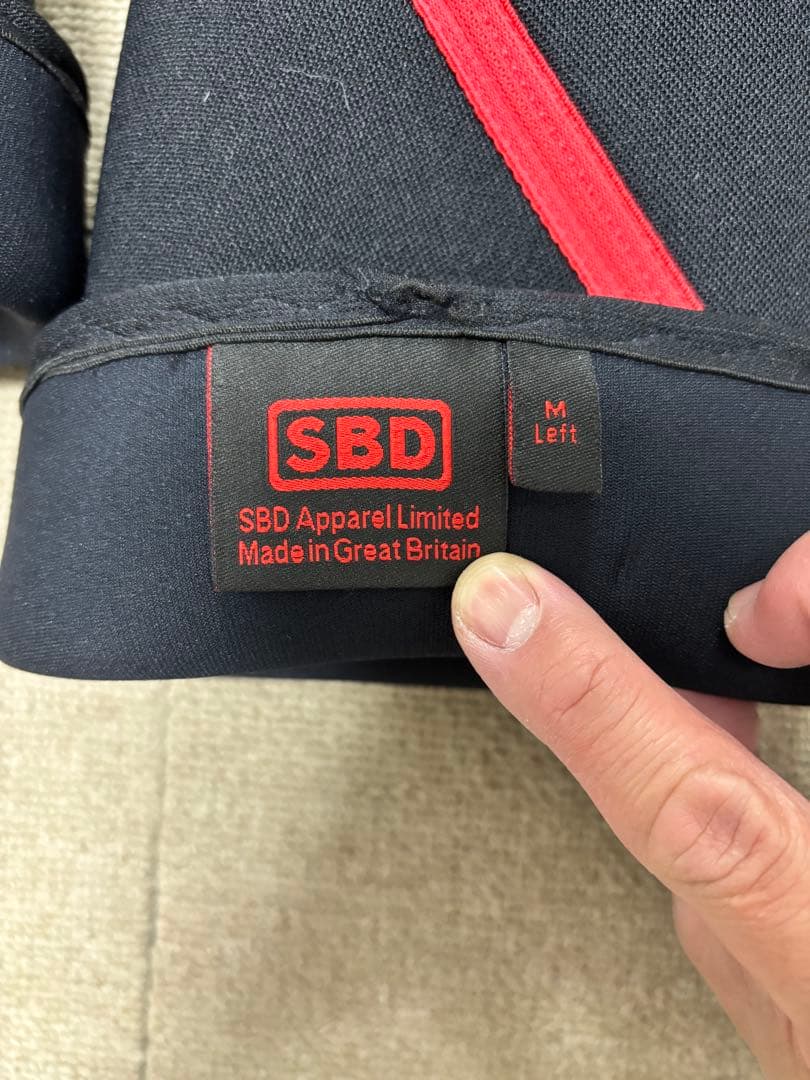 SBD
SBD Apparel Limited
Made in Great Britain
M
Left